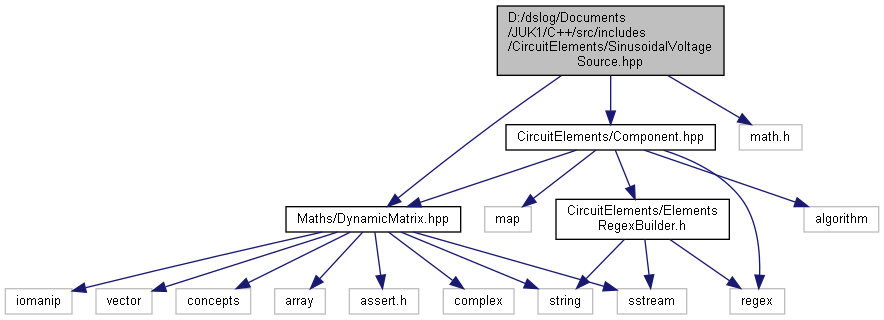 D:/dslog/Documents
/JUK1/C++/src/includes
/CircuitElements/SinusoidalVoltage
Source.hpp
CircuitElements/Component.hpp
math.h
Maths/DynamicMatrix.hpp
map
CircuitElements/Elements
RegexBuilder.h
algorithm
iomanip
vector
concepts
array
assert.h
complex
string
sstream
regex